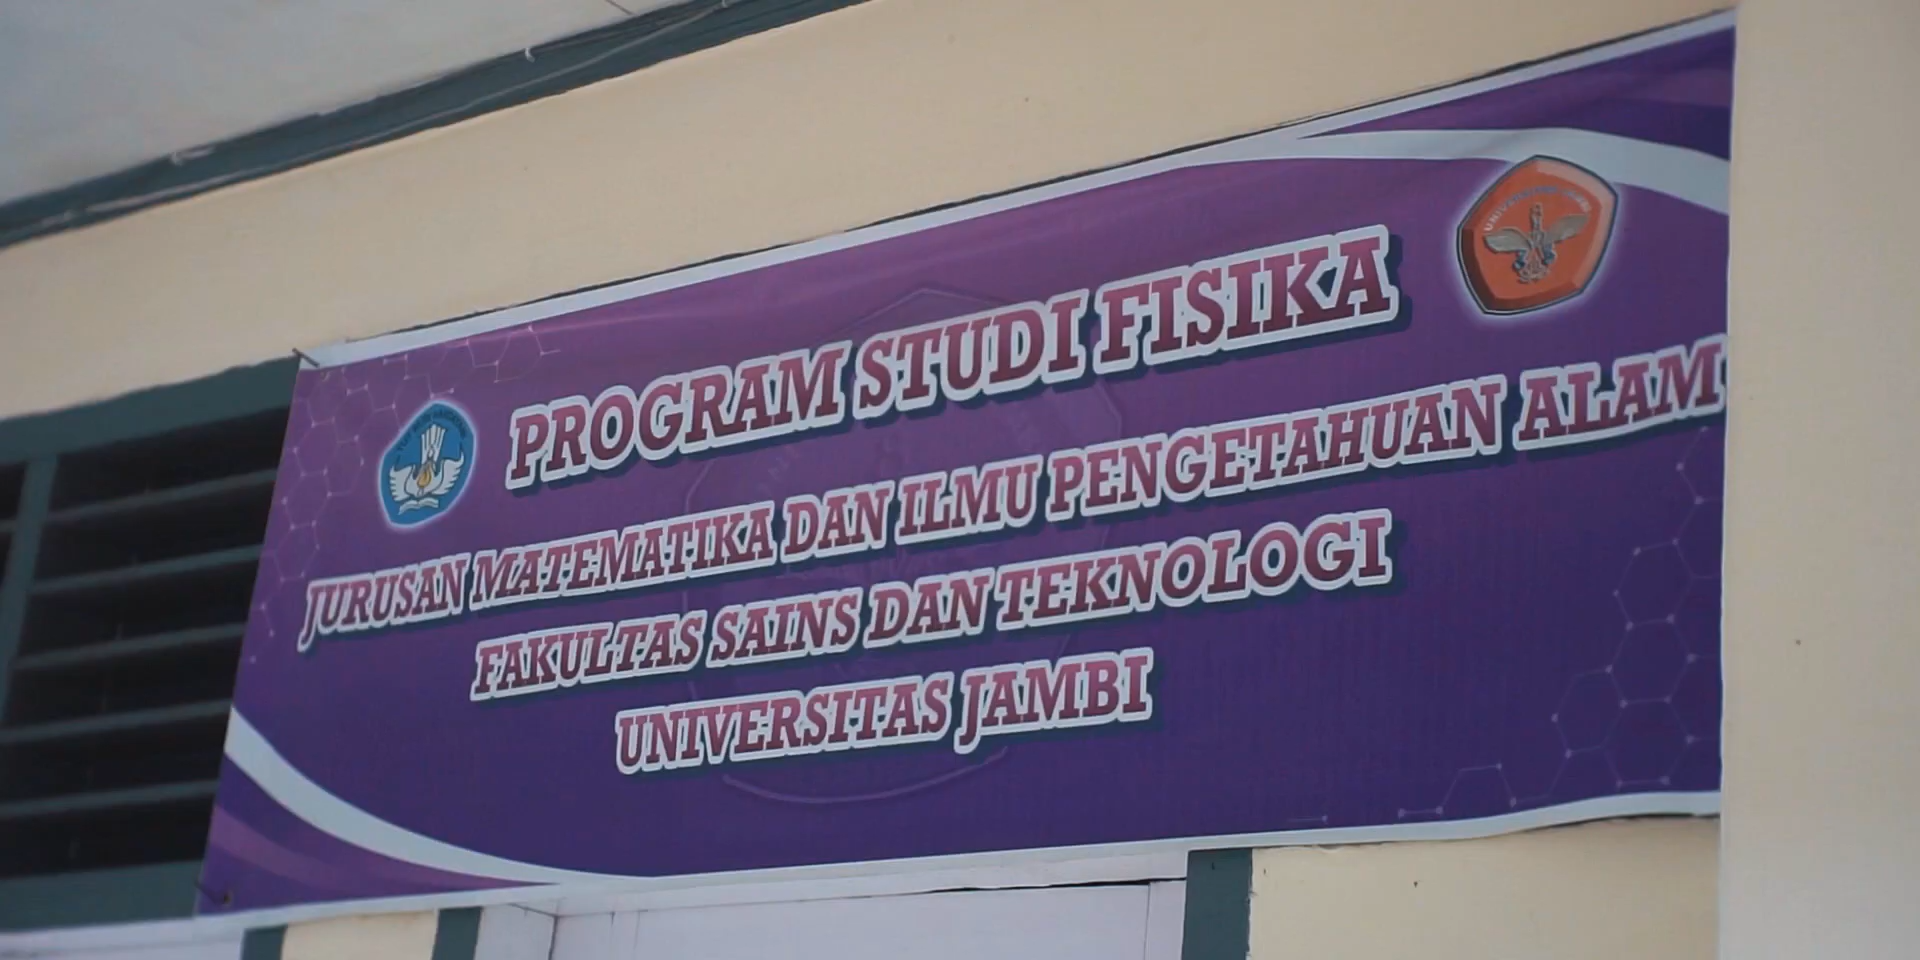 PROGRAM STUDI FISIKA
JURUSAN MATEMATIKA DAN ILMU PENGETAHUAN ALAM
FAKULTAS SAINS DAN TEKNOLOGI
UNIVERSITAS JAMBI